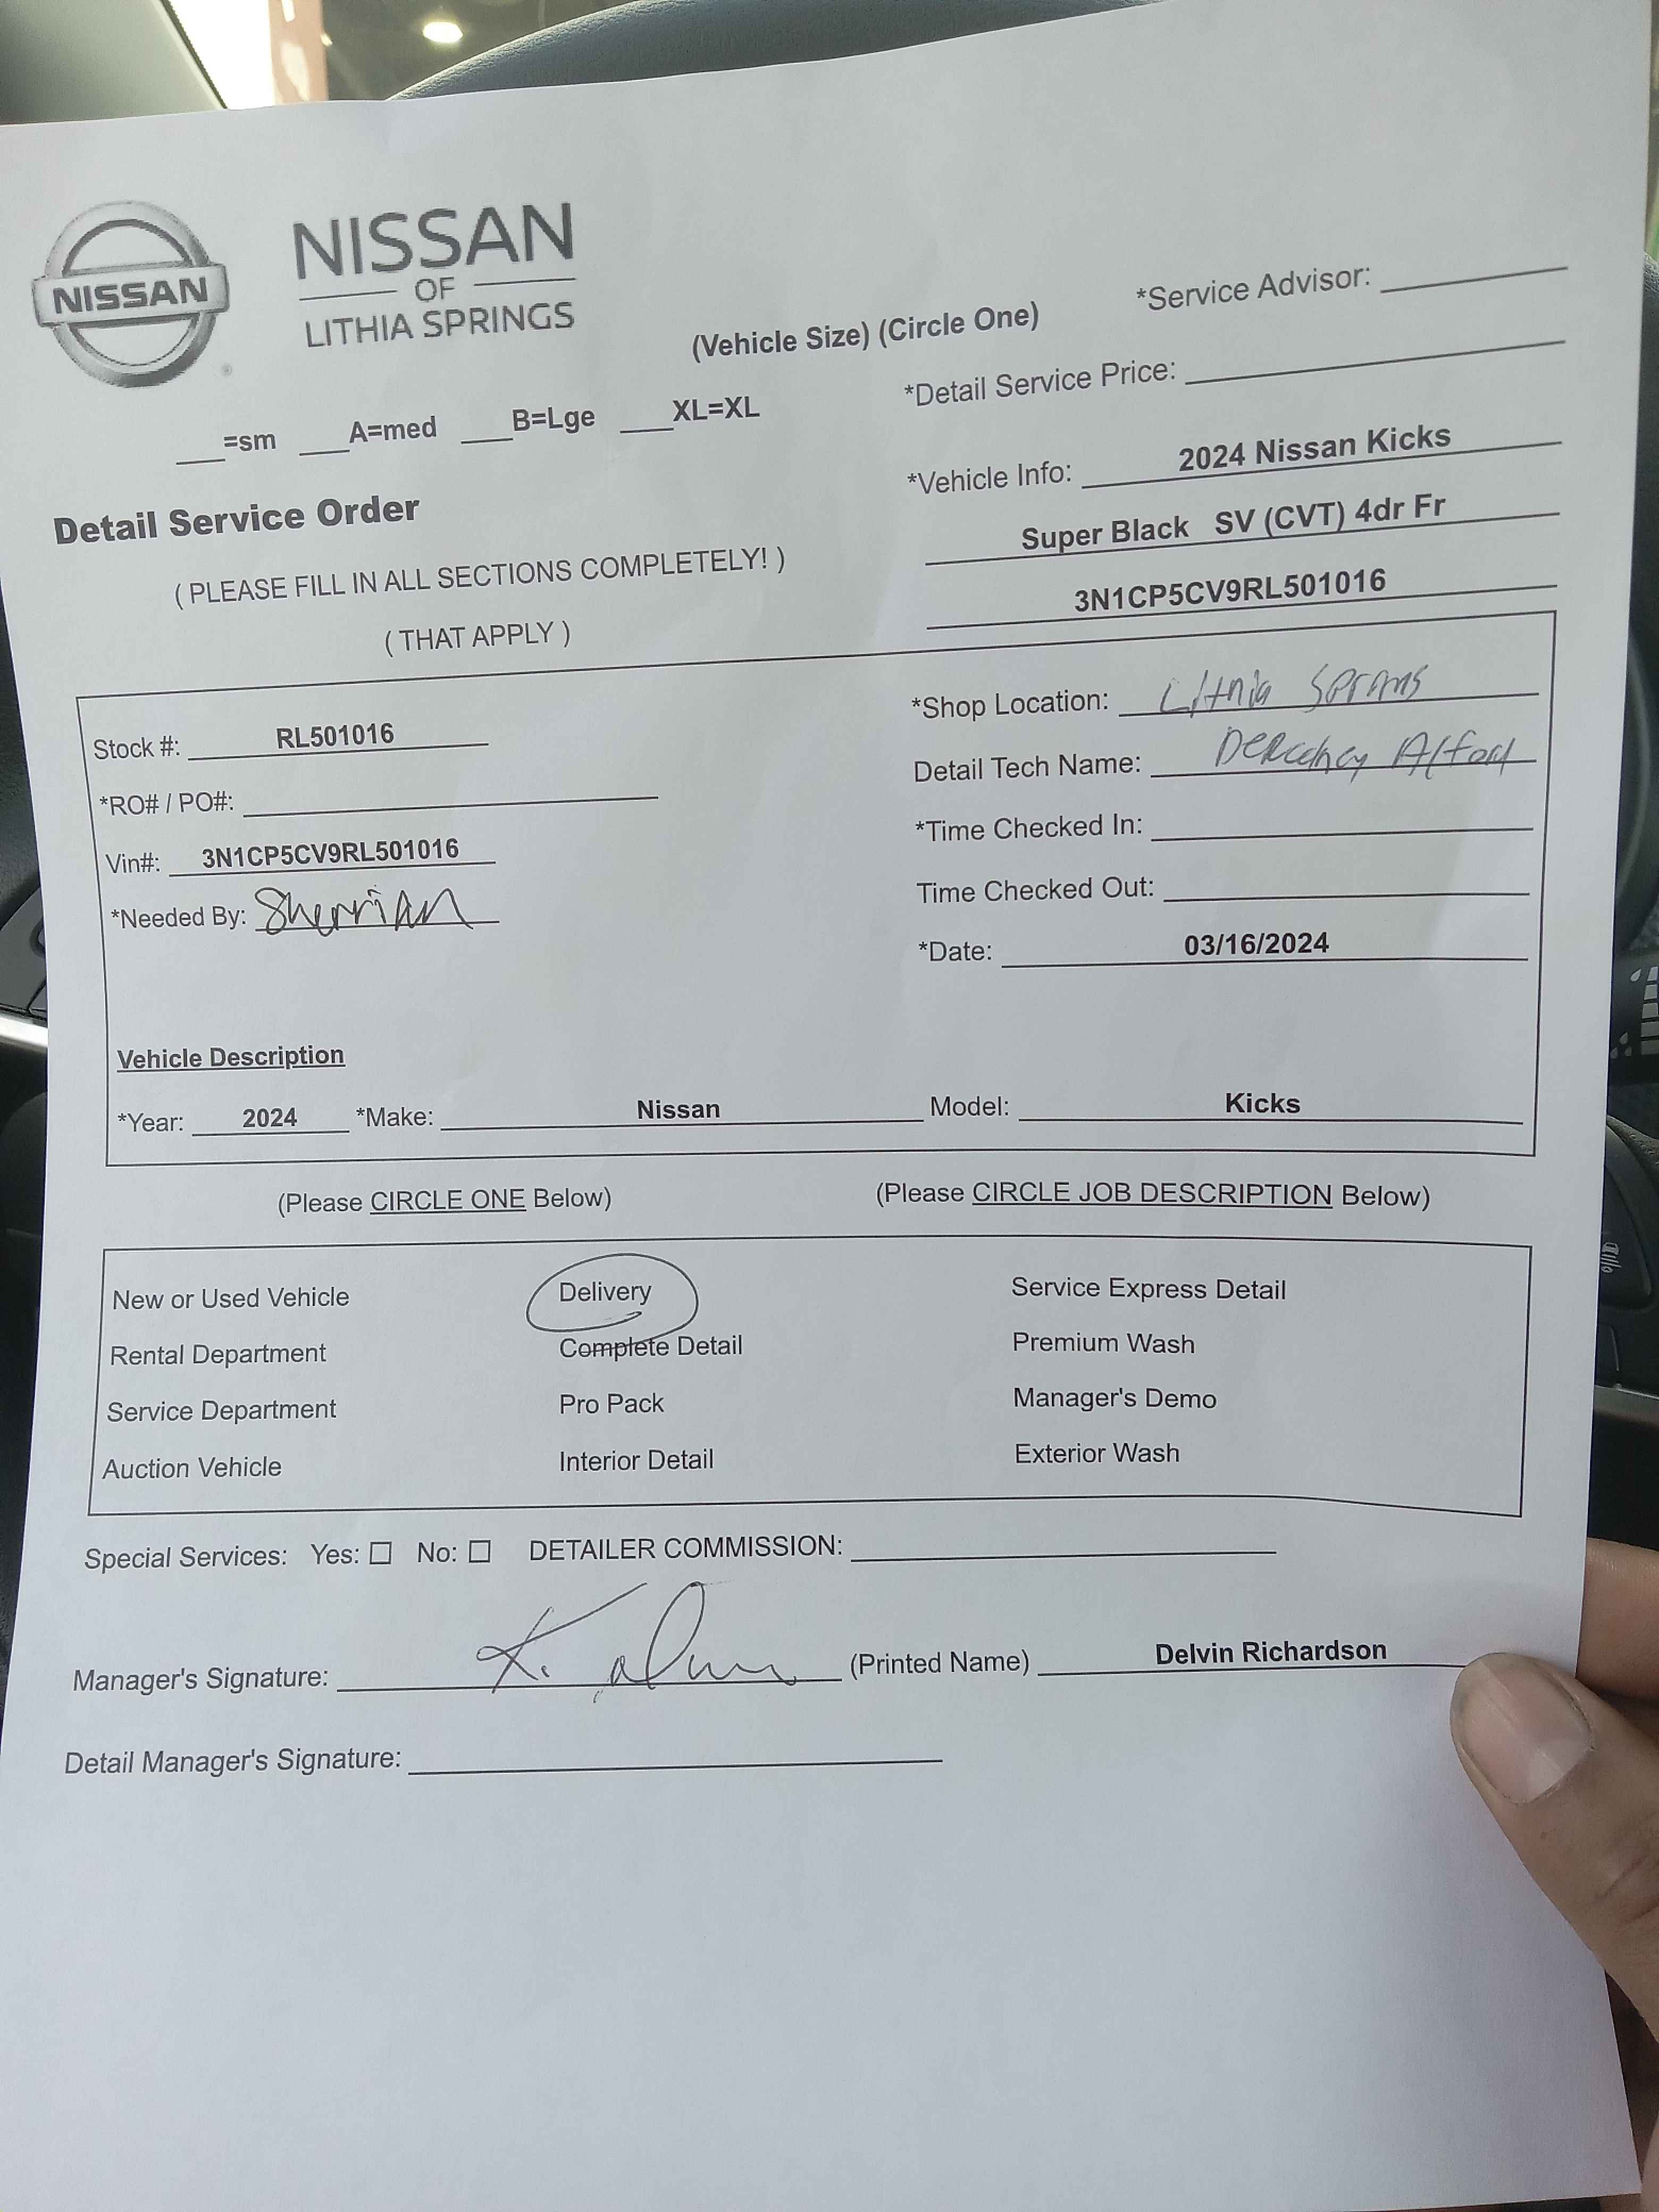 NISSAN
NISSAN
OF
LITHIA SPRINGS
(Vehicle Size) (Circle One)
*Service Advisor:
___=sm ___A=med ___B=Lge ___XL=XL
*Detail Service Price:
*Vehicle Info: 2024 Nissan Kicks
Super Black SV (CVT) 4dr Fr
3N1CP5CV9RL501016
Detail Service Order
( PLEASE FILL IN ALL SECTIONS COMPLETELY! )
( THAT APPLY )
Stock #: RL501016
*RO# / PO#:
Vin#: 3N1CP5CV9RL501016
*Needed By: Sherrian
*Shop Location: Lithia
Detail Tech Name: Alford
*Time Checked In:
Time Checked Out:
*Date: 03/16/2024
Vehicle Description
*Year: 2024 *Make: Nissan Model: Kicks
(Please CIRCLE ONE Below) (Please CIRCLE JOB DESCRIPTION Below)
New or Used Vehicle Delivery Service Express Detail
Rental Department Complete Detail Premium Wash
Service Department Pro Pack Manager's Demo
Auction Vehicle Interior Detail Exterior Wash
Special Services: Yes: ☐ No: ☐ DETAILER COMMISSION:
Manager's Signature: K. (Printed Name) Delvin Richardson
Detail Manager's Signature: